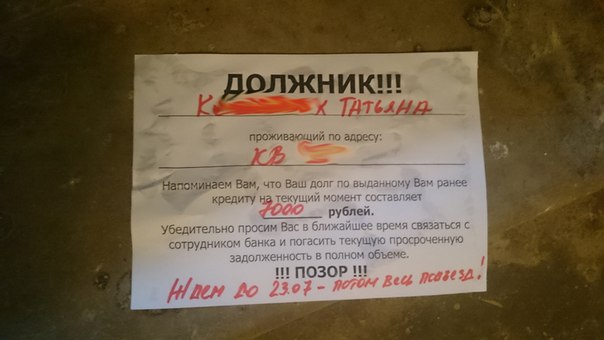 ДОЛЖНИК!!!
ТАТЬЯНА
проживающий по адресу:
КВ
Напоминаем Вам, что Ваш долг по выданному Вам ранее
кредиту на текущий момент составляет
7000 рублей.
Убедительно просим Вас в ближайшее время связаться с
сотрудником банка и погасить текущую просроченную
задолженность в полном объеме.
!!! ПОЗОР !!!
Ждем до 23.07 - потом весь подъезд!